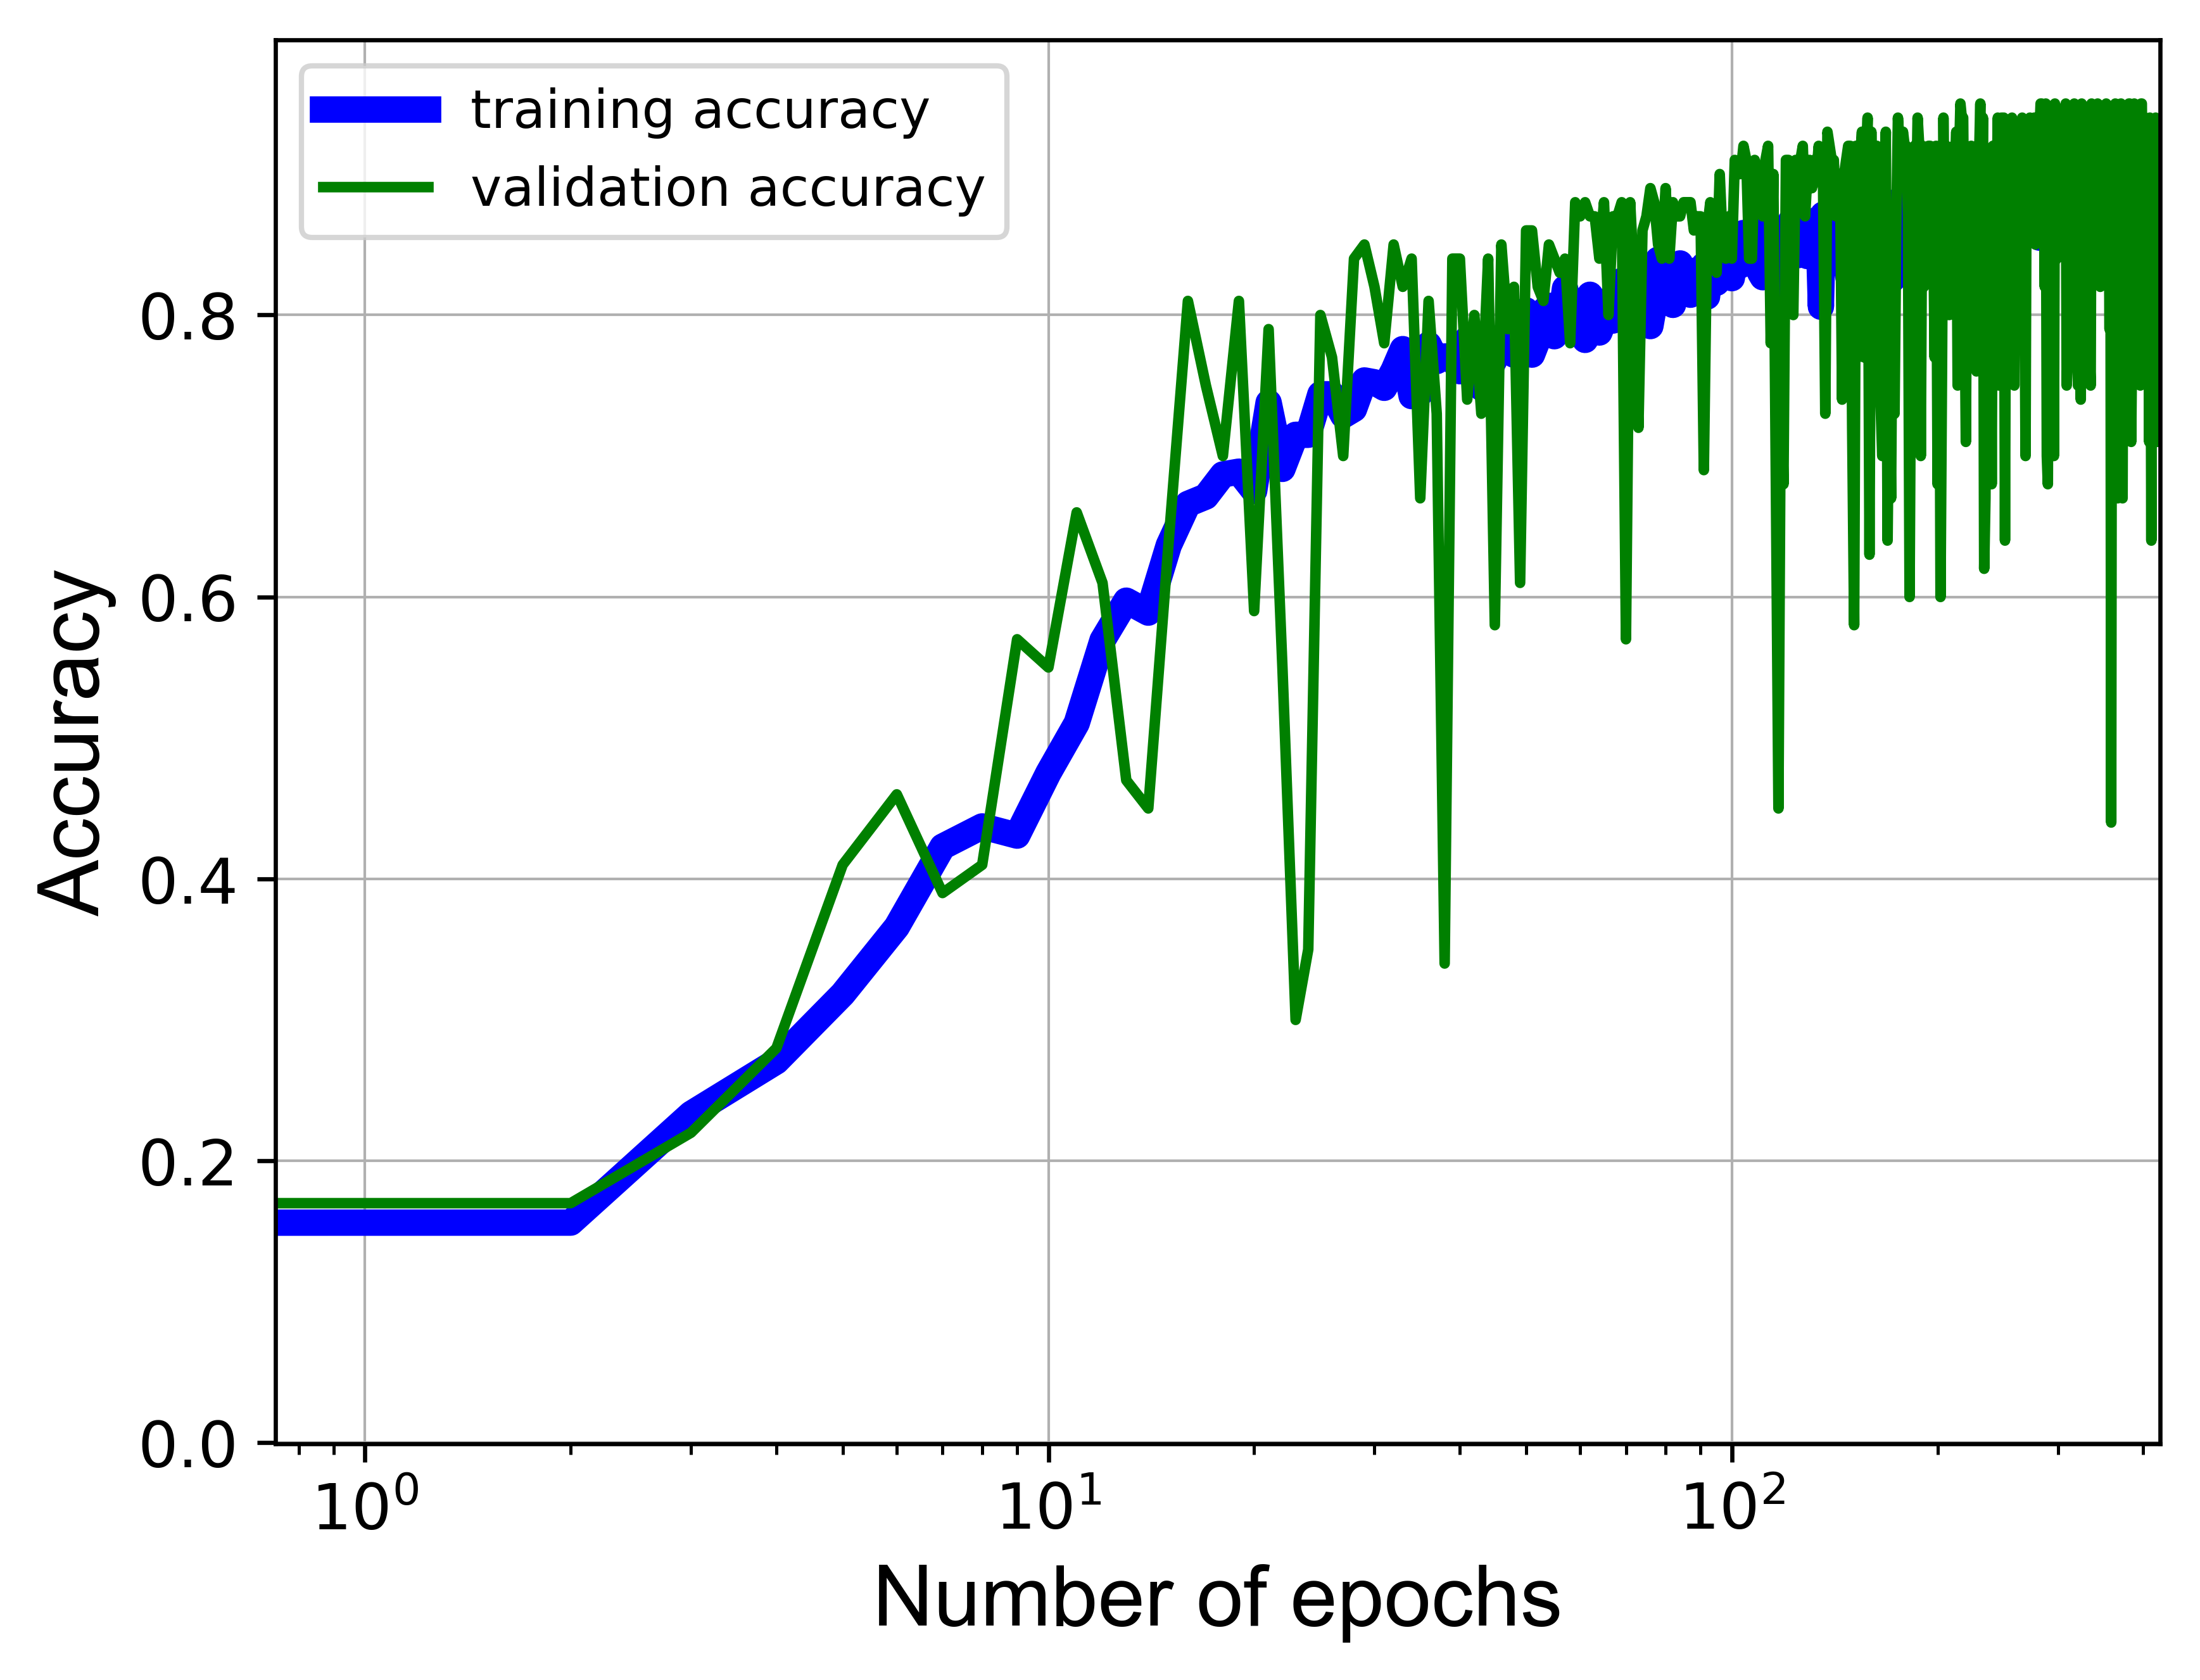 training accuracy
validation accuracy
Accuracy
0.8
0.6
0.4
0.2
0.0
10⁰ 10¹ 10²
Number of epochs